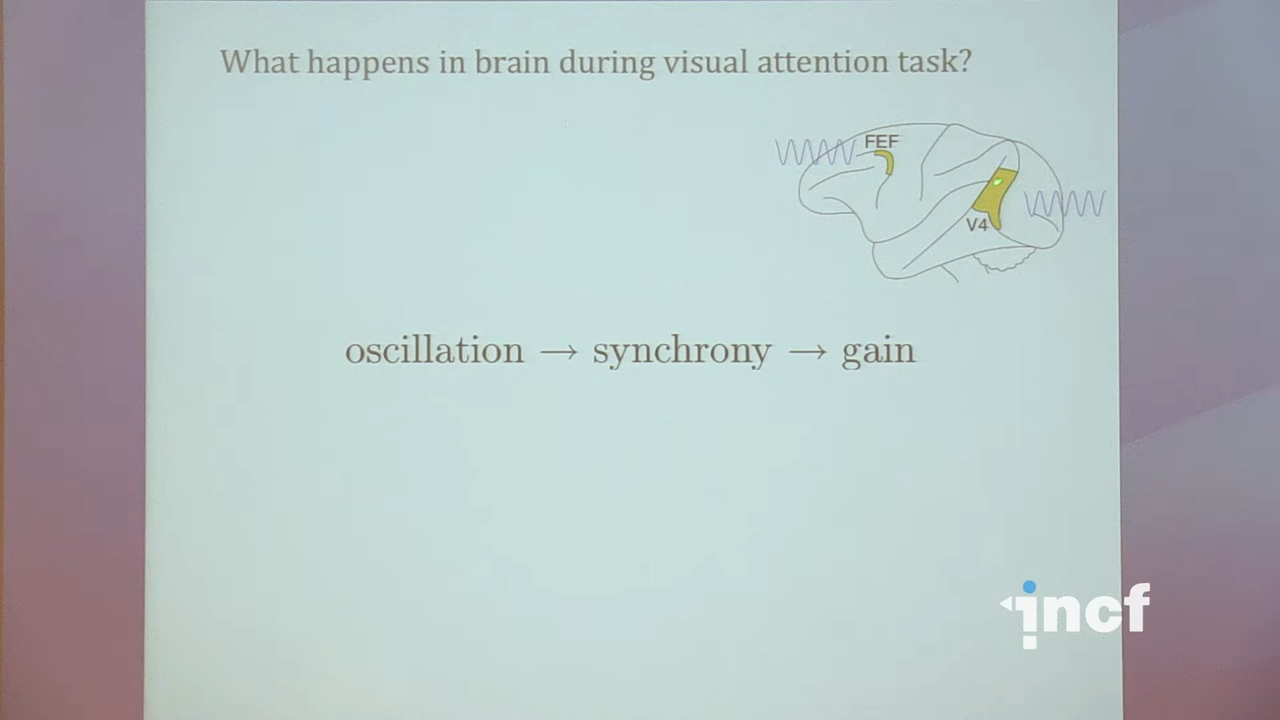 What happens in brain during visual attention task?
FEF
V4
oscillation → synchrony → gain
incf